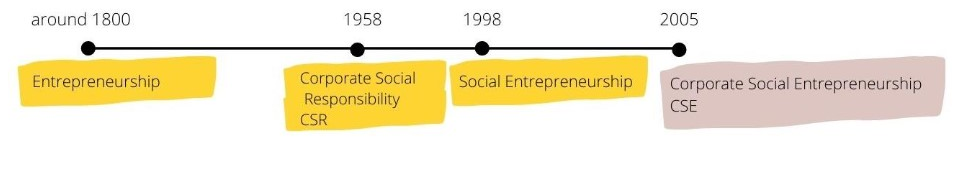 around 1800
1958
1998
2005
Entrepreneurship
Corporate Social
Responsibility
CSR
Social Entrepreneurship
Corporate Social Entrepreneurship
CSE